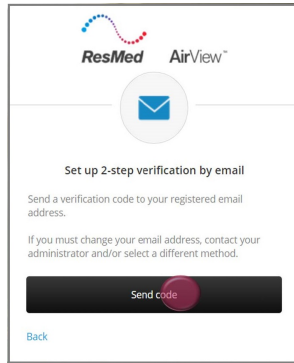 ResMed AirView™
Set up 2-step verification by email
Send a verification code to your registered email
address.
If you must change your email address, contact your
administrator and/or select a different method.
Send code
Back